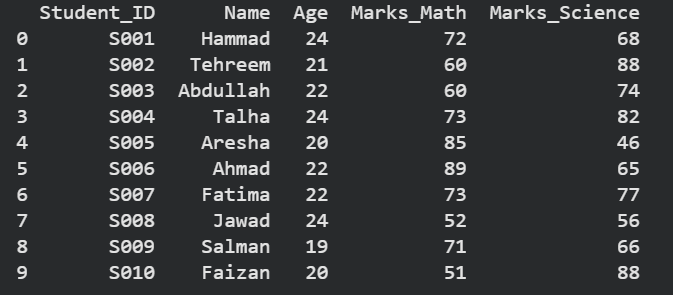 Student_ID Name Age Marks_Math Marks_Science
0 S001 Hammad 24 72 68
1 S002 Tehreem 21 60 88
2 S003 Abdullah 22 60 74
3 S004 Talha 24 73 82
4 S005 Aresha 20 85 46
5 S006 Ahmad 22 89 65
6 S007 Fatima 22 73 77
7 S008 Jawad 24 52 56
8 S009 Salman 19 71 66
9 S010 Faizan 20 51 88